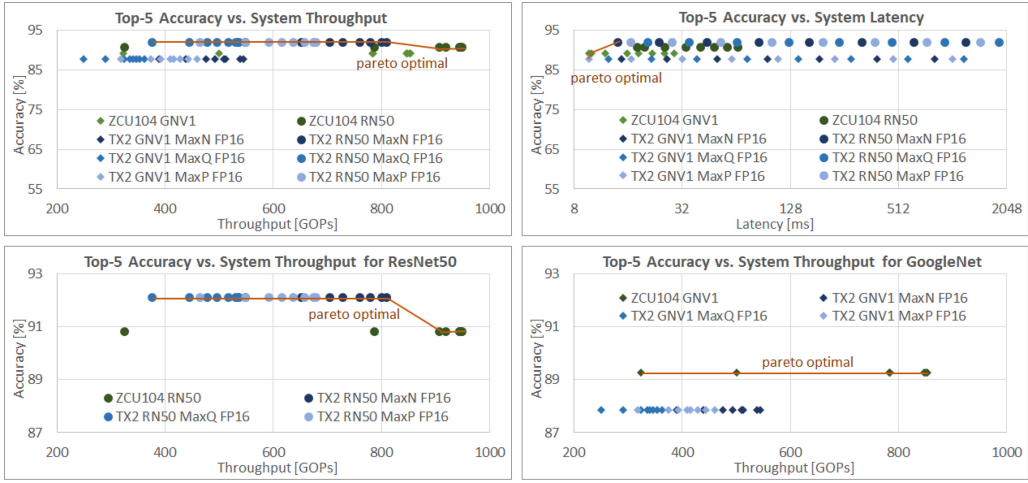 Top-5 Accuracy vs. System Throughput
Accuracy [%]
95
85
75
65
55
pareto optimal
ZCU104 GNV1
ZCU104 RN50
TX2 GNV1 MaxN FP16
TX2 RN50 MaxN FP16
TX2 GNV1 MaxQ FP16
TX2 RN50 MaxQ FP16
TX2 GNV1 MaxP FP16
TX2 RN50 MaxP FP16
200 400 600 800 1000
Throughput [GOPs]
Top-5 Accuracy vs. System Latency
Accuracy [%]
95
85
75
65
55
pareto optimal
ZCU104 GNV1
ZCU104 RN50
TX2 GNV1 MaxN FP16
TX2 RN50 MaxN FP16
TX2 GNV1 MaxQ FP16
TX2 RN50 MaxQ FP16
TX2 GNV1 MaxP FP16
TX2 RN50 MaxP FP16
8 32 128 512 2048
Latency [ms]
Top-5 Accuracy vs. System Throughput for ResNet50
Accuracy [%]
93
91
89
87
pareto optimal
ZCU104 RN50
TX2 RN50 MaxN FP16
TX2 RN50 MaxQ FP16
TX2 RN50 MaxP FP16
200 400 600 800 1000
Throughput [GOPs]
Top-5 Accuracy vs. System Throughput for GoogleNet
Accuracy [%]
93
91
89
87
ZCU104 GNV1
TX2 GNV1 MaxN FP16
TX2 GNV1 MaxQ FP16
TX2 GNV1 MaxP FP16
pareto optimal
200 400 600 800 1000
Throughput [GOPs]